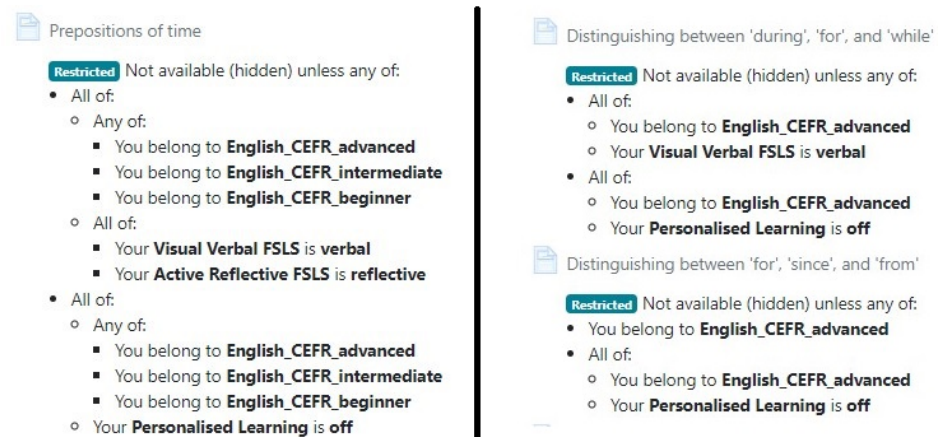 Prepositions of time
Restricted Not available (hidden) unless any of:
All of:
Any of:
You belong to English_CEFR_advanced
You belong to English_CEFR_intermediate
You belong to English_CEFR_beginner
All of:
Your Visual Verbal FSLS is verbal
Your Active Reflective FSLS is reflective
All of:
Any of:
You belong to English_CEFR_advanced
You belong to English_CEFR_intermediate
You belong to English_CEFR_beginner
Your Personalised Learning is off
Distinguishing between 'during', 'for', and 'while'
Restricted Not available (hidden) unless any of:
All of:
You belong to English_CEFR_advanced
Your Visual Verbal FSLS is verbal
All of:
You belong to English_CEFR_advanced
Your Personalised Learning is off
Distinguishing between 'for', 'since', and 'from'
Restricted Not available (hidden) unless any of:
You belong to English_CEFR_advanced
All of:
You belong to English_CEFR_advanced
Your Personalised Learning is off